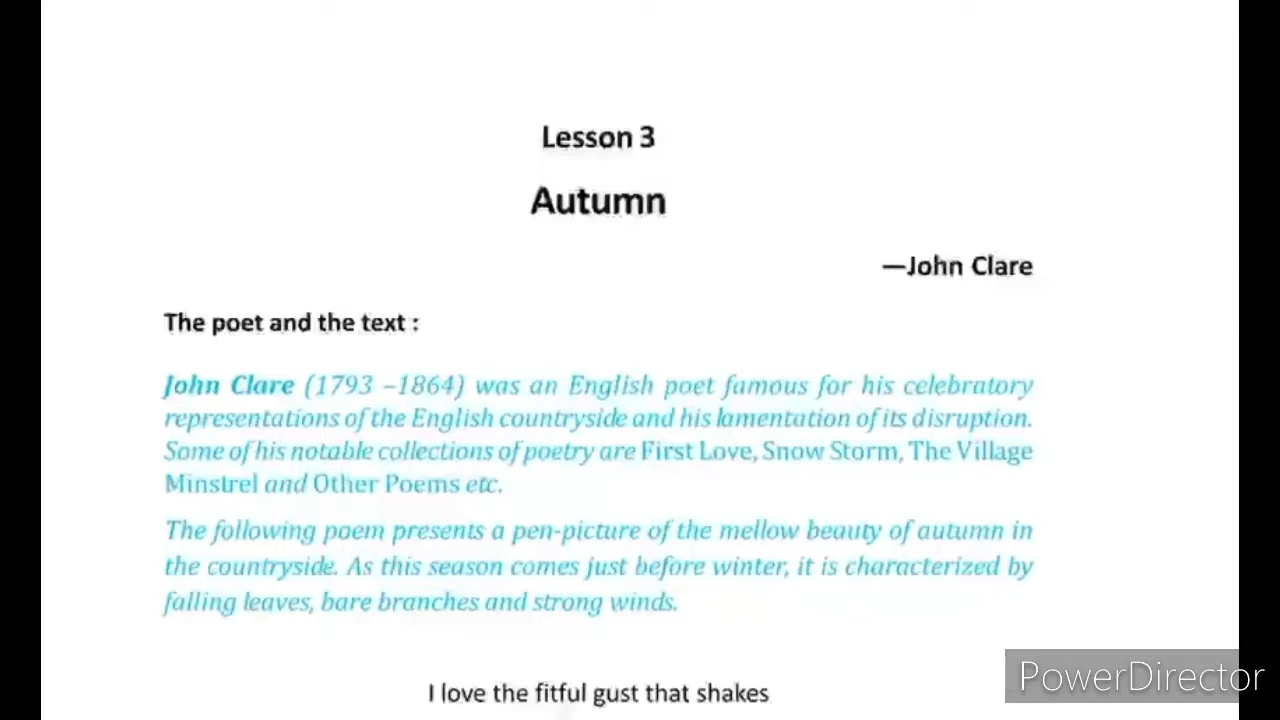 Lesson 3
Autumn
—John Clare
The poet and the text :
John Clare (1793 –1864) was an English poet famous for his celebratory
representations of the English countryside and his lamentation of its disruption.
Some of his notable collections of poetry are First Love, Snow Storm, The Village
Minstrel and Other Poems etc.
The following poem presents a pen-picture of the mellow beauty of autumn in
the countryside. As this season comes just before winter, it is characterized by
falling leaves, bare branches and strong winds.
I love the fitful gust that shakes
PowerDirector